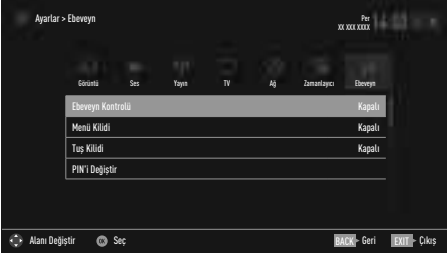 Ayarlar > Ebeveyn
Per
XX XXX XXXX
Görüntü Ses Yayın TV Ağ Zamanlayıcı Ebeveyn
Ebeveyn Kontrolü Kapalı
Menü Kilidi Kapalı
Tuş Kilidi Kapalı
PIN'i Değiştir
Alanı Değiştir OK Seç BACK Geri EXIT Çıkış